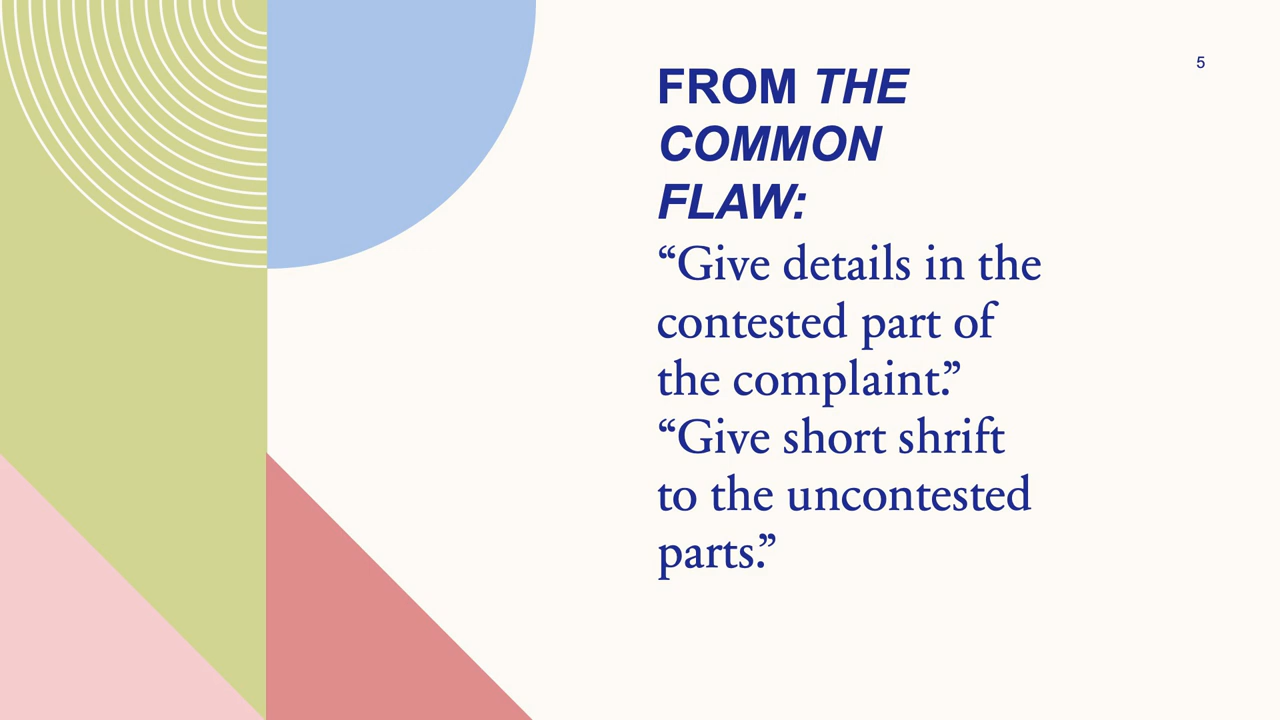 5
FROM THE
COMMON
FLAW:
“Give details in the
contested part of
the complaint.”
“Give short shrift
to the uncontested
parts.”